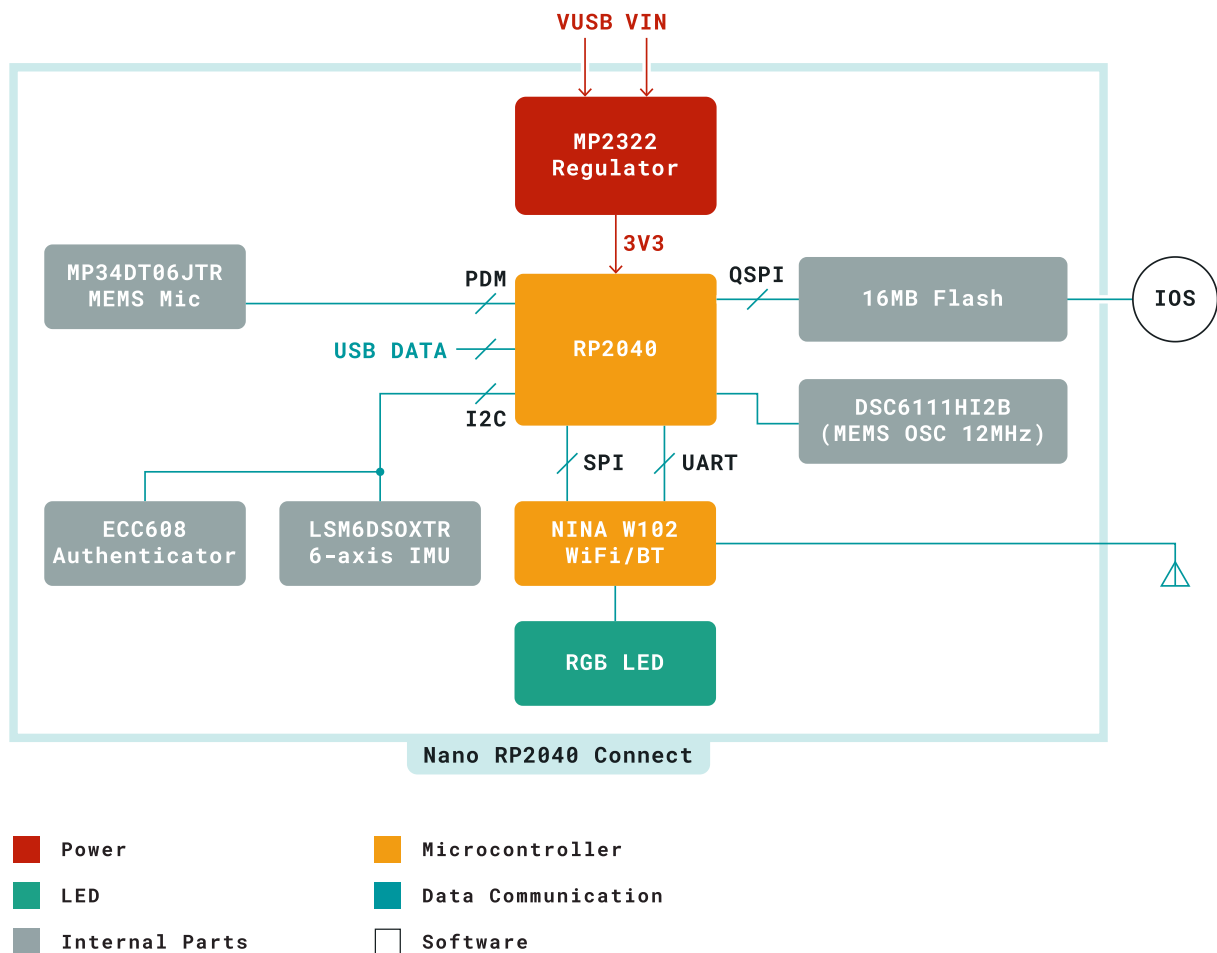 VUSB VIN
MP2322
Regulator
3V3
MP34DT06JTR
MEMS Mic
PDM
QSPI
16MB Flash
IOS
RP2040
USB DATA
I2C
DSC6111HI2B
(MEMS OSC 12MHz)
SPI
UART
ECC608
Authenticator
LSM6DSOXTR
6-axis IMU
NINA W102
WiFi/BT
RGB LED
Nano RP2040 Connect
Power
Microcontroller
LED
Data Communication
Internal Parts
Software